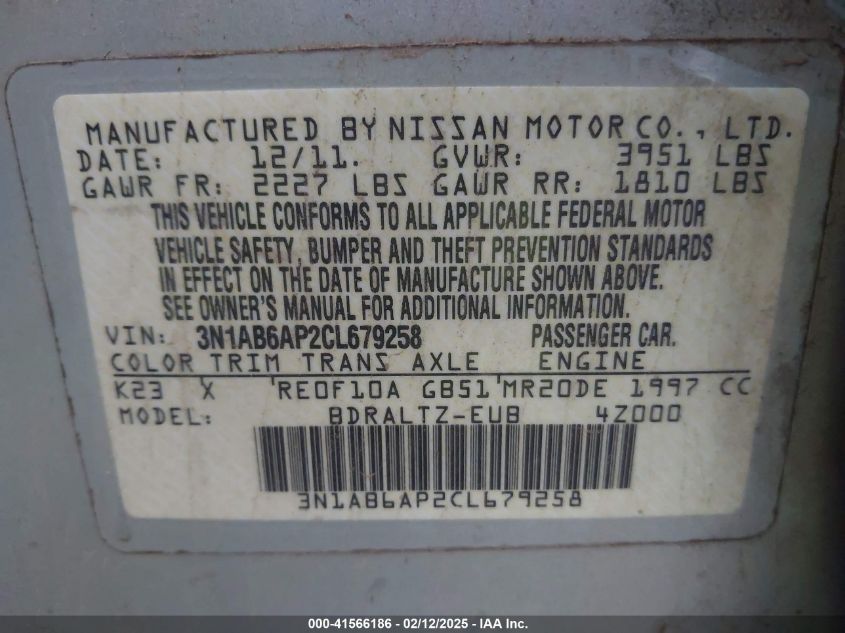 MANUFACTURED BY NISSAN MOTOR CO., LTD.
DATE: 12/11. GVWR: 3951 LBS
GAWR FR: 2227 LBS GAWR RR: 1810 LBS
THIS VEHICLE CONFORMS TO ALL APPLICABLE FEDERAL MOTOR
VEHICLE SAFETY, BUMPER AND THEFT PREVENTION STANDARDS
IN EFFECT ON THE DATE OF MANUFACTURE SHOWN ABOVE.
SEE OWNER'S MANUAL FOR ADDITIONAL INFORMATION.
VIN: 3N1AB6AP2CL679258 PASSENGER CAR.
COLOR TRIM TRANS AXLE ENGINE
K23 X RE0F10A GB51 MR20DE 1997 CC
MODEL: BDRALTZ-EUB 4Z000
3N1AB6AP2CL679258
000-41566186 - 02/12/2025 - IAA Inc.